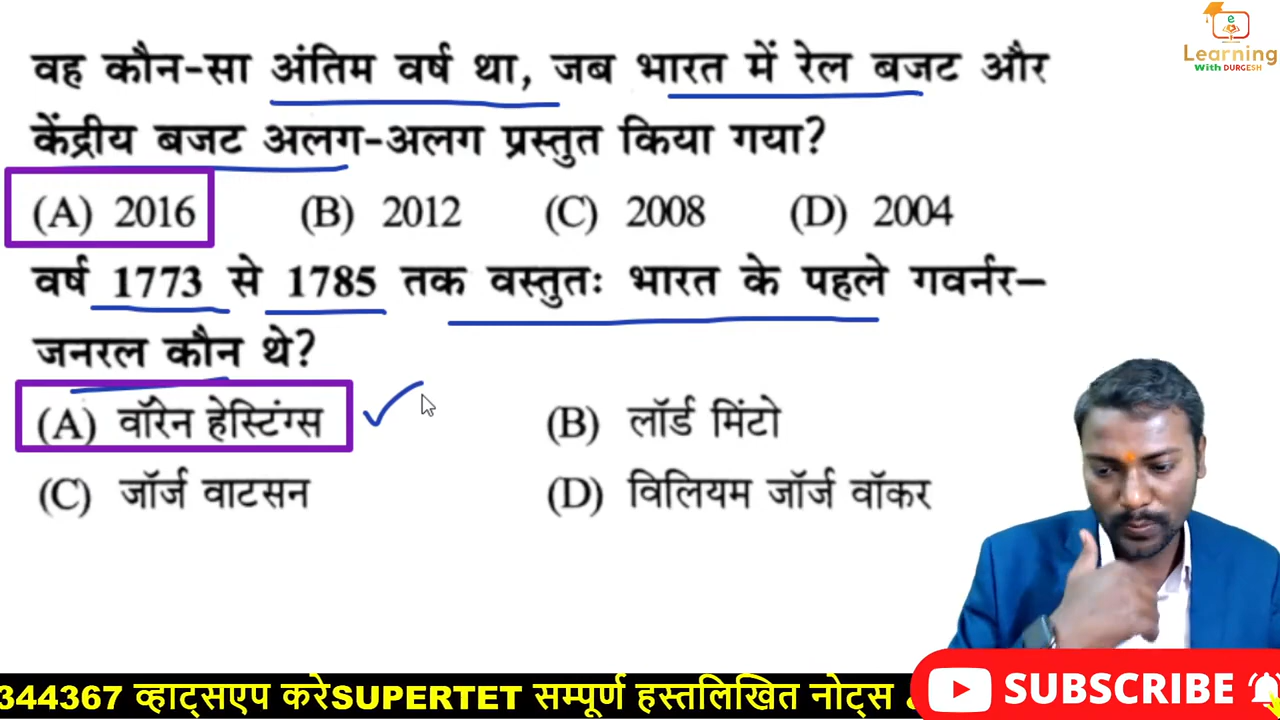 वह कौन-सा अंतिम वर्ष था, जब भारत में रेल बजट और
केंद्रीय बजट अलग-अलग प्रस्तुत किया गया?
(A) 2016 (B) 2012 (C) 2008 (D) 2004
वर्ष 1773 से 1785 तक वस्तुतः भारत के पहले गवर्नर–
जनरल कौन थे?
(A) वॉरेन हेस्टिंग्स (B) लॉर्ड मिंटो
(C) जॉर्ज वाटसन (D) विलियम जॉर्ज वॉकर
e
Learning
With DURGESH
344367 व्हाट्सएप करेSUPERTET सम्पूर्ण हस्तलिखित नोट्स
SUBSCRIBE